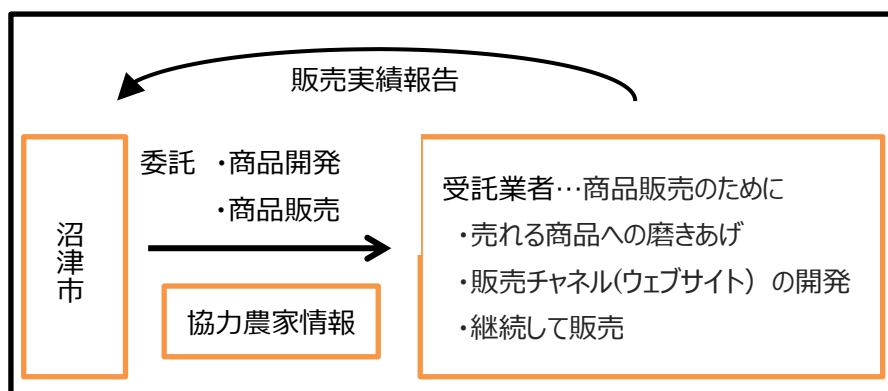 販売実績報告
沼津市
委託 ・商品開発
・商品販売
協力農家情報
受託業者…商品販売のために
・売れる商品への磨きあげ
・販売チャネル(ウェブサイト) の開発
・継続して販売